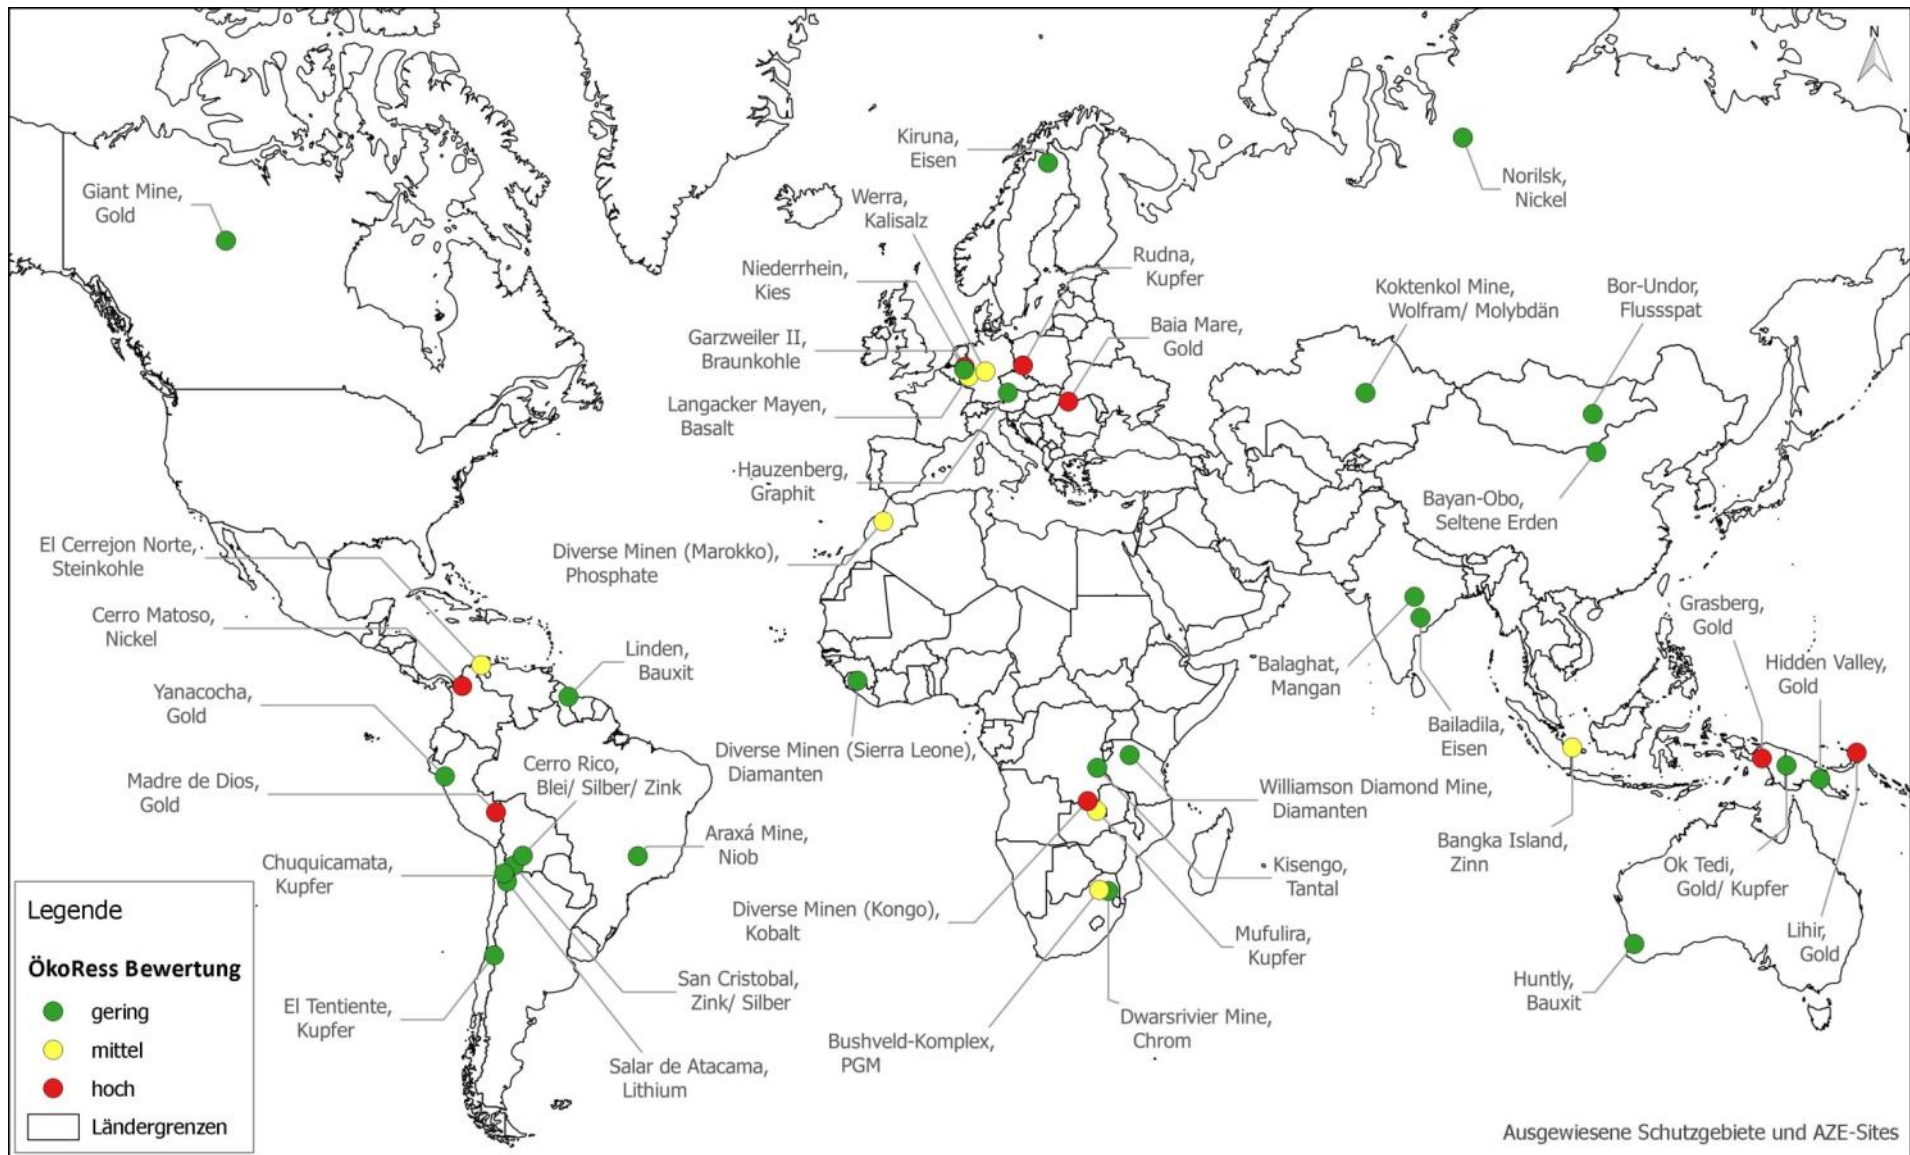 N
Kiruna,
Eisen
Norilsk,
Nickel
Giant Mine,
Gold
Werra,
Kalisalz
Rudna,
Kupfer
Niederrhein,
Kies
Koktenkol Mine,
Wolfram/ Molybdän
Bor-Undor,
Flussspat
Garzweiler II,
Braunkohle
Baia Mare,
Gold
Langacker Mayen,
Basalt
Hauzenberg,
Graphit
Bayan-Obo,
Seltene Erden
El Cerrejon Norte,
Steinkohle
Diverse Minen (Marokko),
Phosphate
Cerro Matoso,
Nickel
Grasberg,
Gold
Linden,
Bauxit
Balaghat,
Mangan
Hidden Valley,
Gold
Yanacocha,
Gold
Bailadila,
Eisen
Diverse Minen (Sierra Leone),
Diamanten
Cerro Rico,
Blei/ Silber/ Zink
Madre de Dios,
Gold
Williamson Diamond Mine,
Diamanten
Araxá Mine,
Niob
Bangka Island,
Zinn
Chuquicamata,
Kupfer
Kisengo,
Tantal
Ok Tedi,
Gold/ Kupfer
Diverse Minen (Kongo),
Kobalt
Mufulira,
Kupfer
Lihir,
Gold
San Cristobal,
Zink/ Silber
Huntly,
Bauxit
El Tentiente,
Kupfer
Dwarsrivier Mine,
Chrom
Bushveld-Komplex,
PGM
Salar de Atacama,
Lithium
Legende
ÖkoRess Bewertung
gering
mittel
hoch
Ländergrenzen
Ausgewiesene Schutzgebiete und AZE-Sites